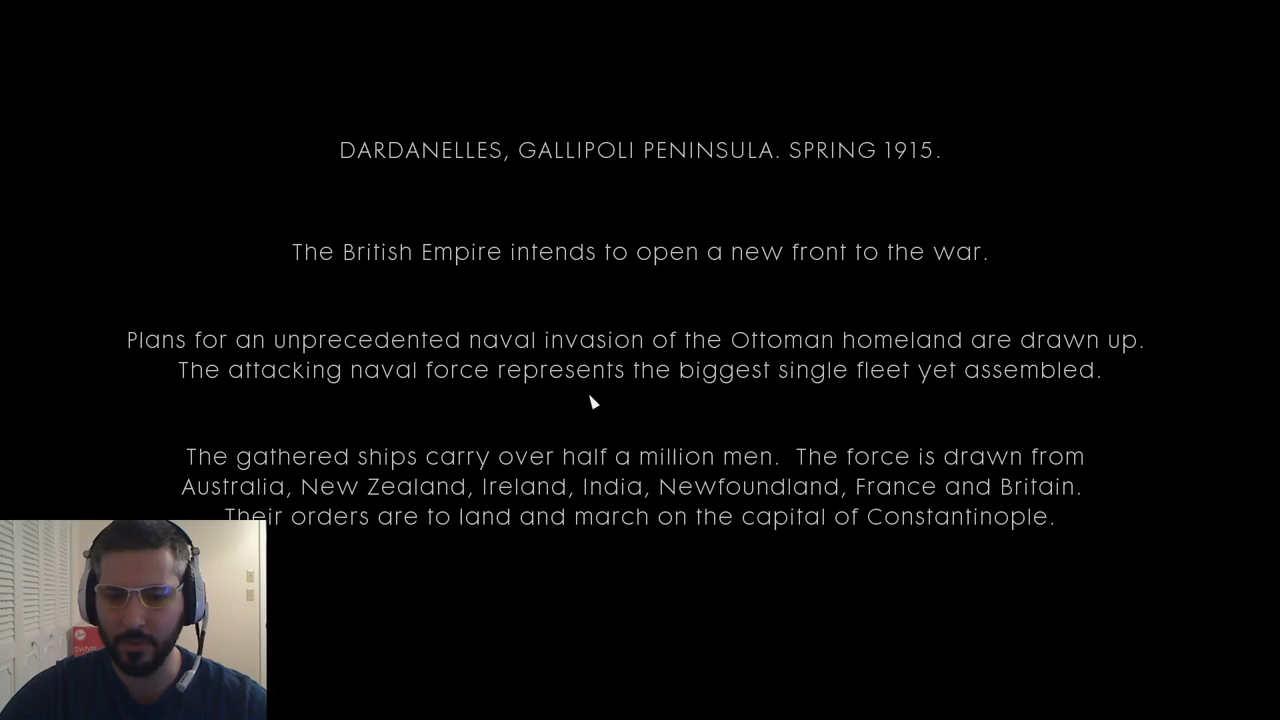 DARDANELLES, GALLIPOLI PENINSULA. SPRING 1915.
The British Empire intends to open a new front to the war.
Plans for an unprecedented naval invasion of the Ottoman homeland are drawn up.
The attacking naval force represents the biggest single fleet yet assembled.
The gathered ships carry over half a million men. The force is drawn from
Australia, New Zealand, Ireland, India, Newfoundland, France and Britain.
Their orders are to land and march on the capital of Constantinople.